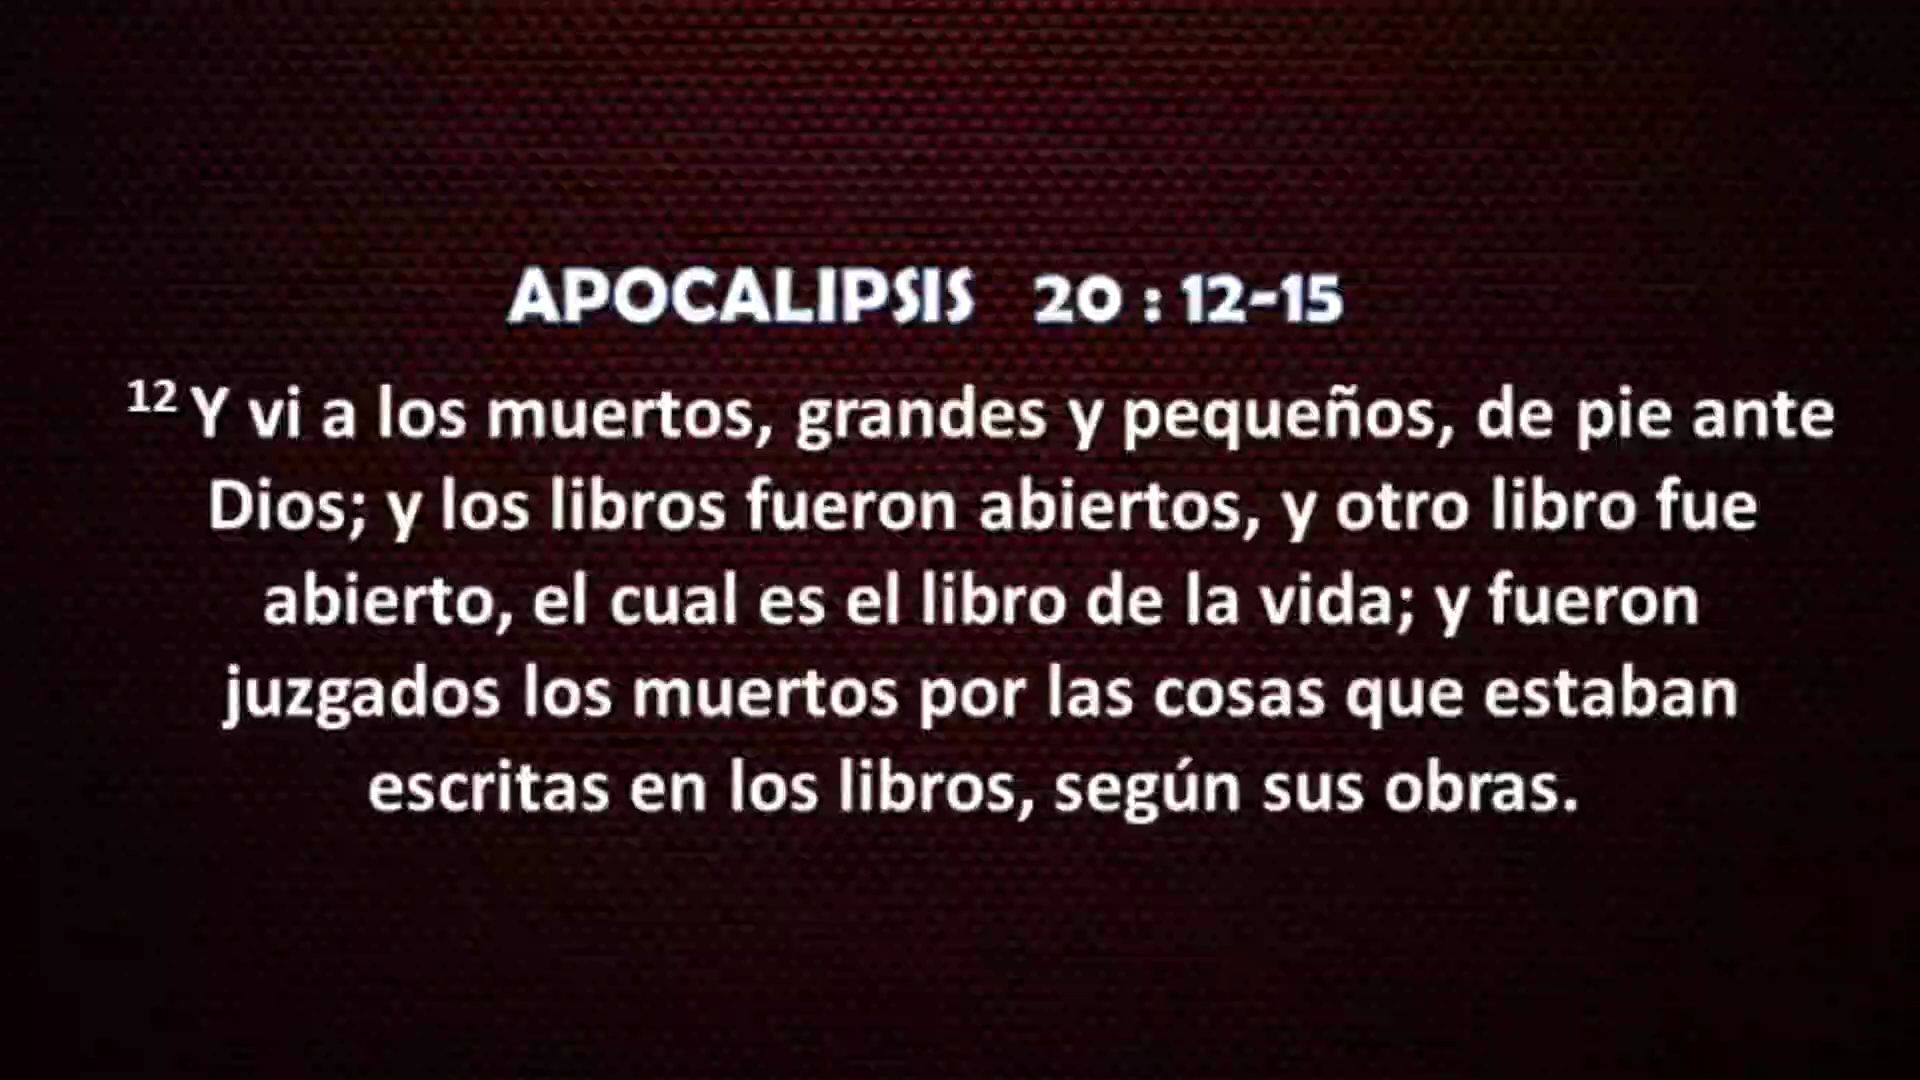 APOCALIPSIS 20 : 12-15
12 Y vi a los muertos, grandes y pequeños, de pie ante
Dios; y los libros fueron abiertos, y otro libro fue
abierto, el cual es el libro de la vida; y fueron
juzgados los muertos por las cosas que estaban
escritas en los libros, según sus obras.